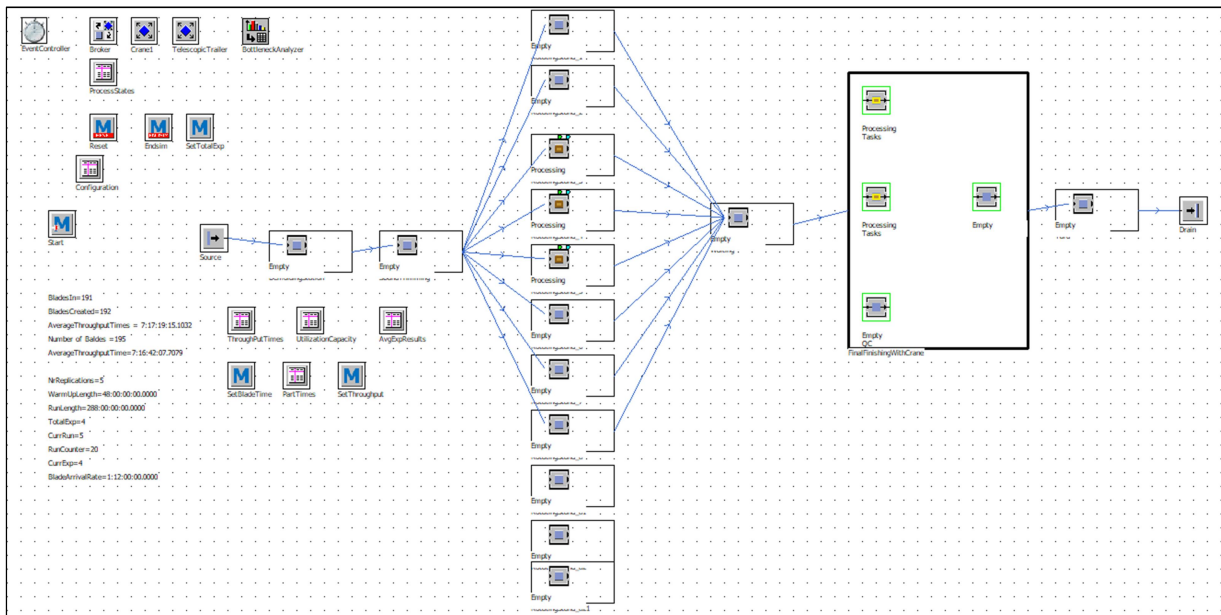 EventController
Broker
Crane1
TelescopicTrailer
BottleneckAnalyzer
ProcessStates
Reset
Endsim
SetTotalExp
Configuration
Start
Source
Empty
Empty
BladesIn=191
BladesCreated=192
AverageThroughputTimes = 7:17:19:15.1032
Number of Baldes =195
AverageThroughputTime=7:16:42:07.7079
NrReplications=5
WarmUpLength=48:00:00:00.0000
RunLength=288:00:00:00.0000
TotalExp=4
CurrRun=5
RunCounter=20
CurrExp=4
BladeArrivalRate=1:12:00:00.0000
ThroughPutTimes
UtilizationCapacity
AvgExpResults
SetBladeTime
PartTimes
SetThroughput
Empty
Empty
Processing
Processing
Processing
Empty
Empty
Empty
Empty
Empty
Empty
Empty
Processing
Tasks
Processing
Tasks
Empty
Empty
QC
FinalFinishingWithCrane
Empty
Drain